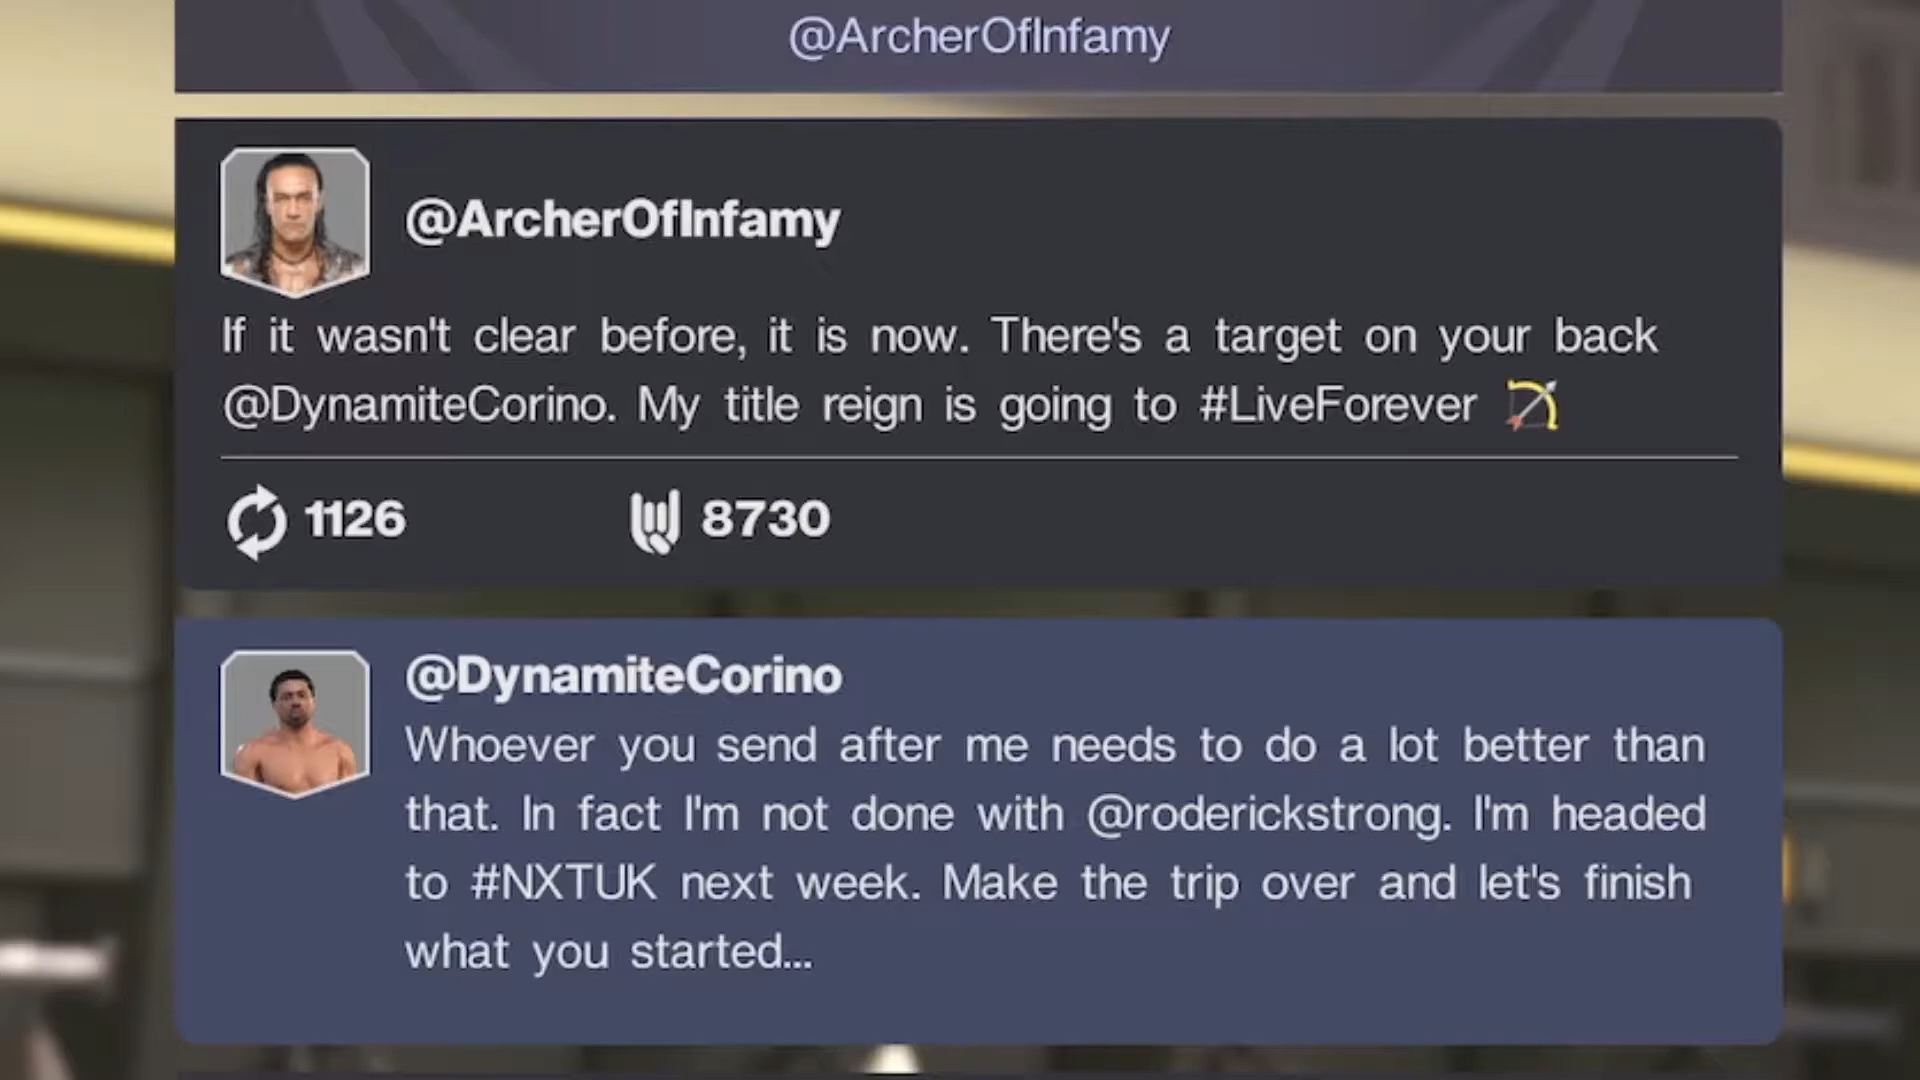 @ArcherOfInfamy
@ArcherOfInfamy
If it wasn't clear before, it is now. There's a target on your back
@DynamiteCorino. My title reign is going to #LiveForever 🏹
1126 8730
@DynamiteCorino
Whoever you send after me needs to do a lot better than
that. In fact I'm not done with @roderickstrong. I'm headed
to #NXTUK next week. Make the trip over and let's finish
what you started...